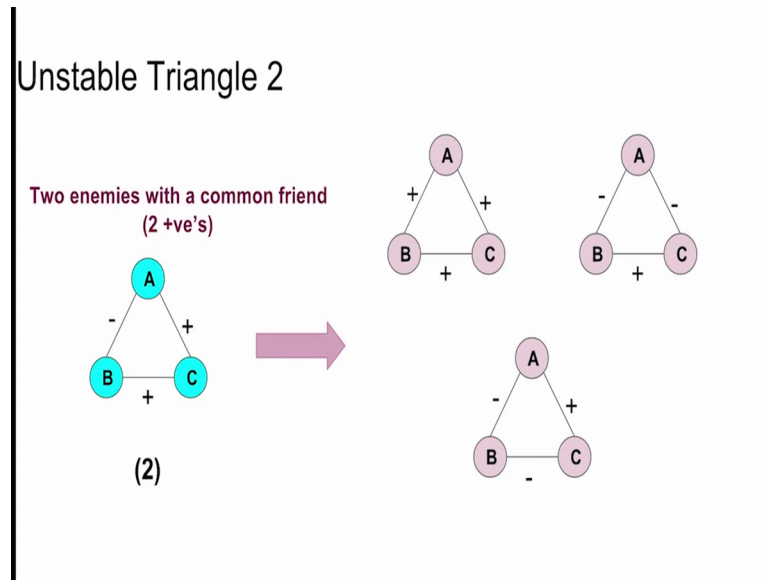 Unstable Triangle 2
Two enemies with a common friend
(2 +ve's)
A
- +
B C
+
(2)
A
+ +
B C
+
A
- -
B C
+
A
- +
B C
-